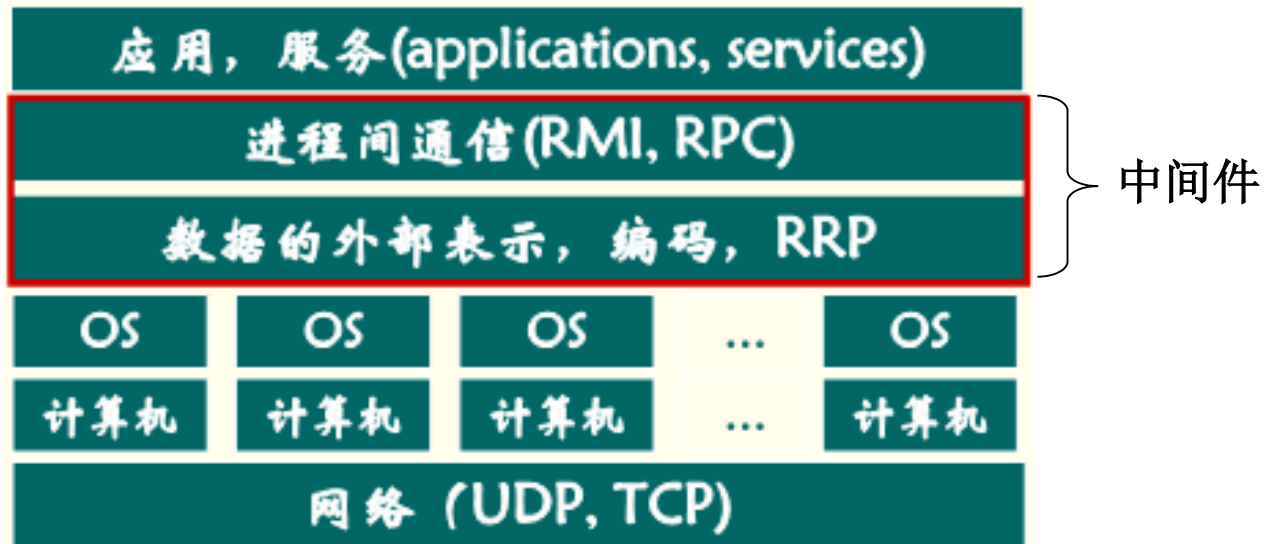 应用，服务(applications, services)
进程间通信(RMI, RPC)
中间件
数据的外部表示，编码，RRP
OS OS OS ... OS
计算机 计算机 计算机 ... 计算机
网络（UDP, TCP)